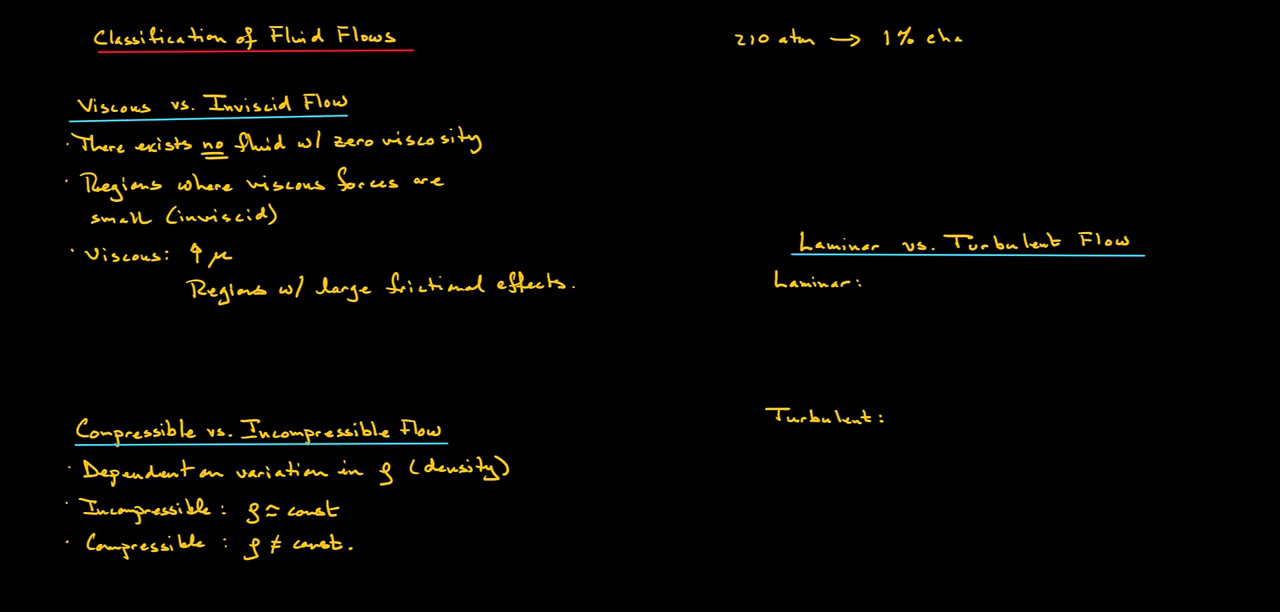 Classification of Fluid Flows
Viscous vs. Inviscid Flow
· There exists no fluid w/ zero viscosity
· Regions where viscous forces are
small (inviscid)
· Viscous: ↑ μ
Regions w/ large frictional effects.
Compressible vs. Incompressible Flow
· Dependent on variation in ρ (density)
· Incompressible: ρ ≈ const
· Compressible: ρ ≠ const.
210 atm → 1% cha
Laminar vs. Turbulent Flow
Laminar:
Turbulent: